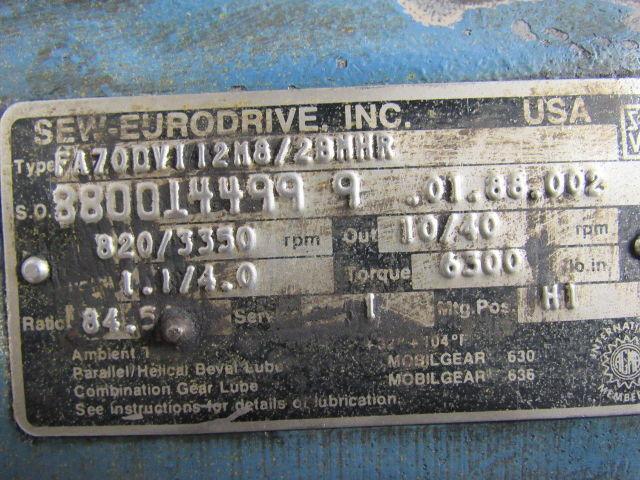 SEW-EURODRIVE, INC. USA
Type FA70DV112M8/2BMHR
S.O. 880014499 9 .01.88.002
820/3350 rpm Out 10/40 rpm
1.1/4.0 Torque 6300 lb.in
Ratio 84.5 Serv 1 Mtg.Pos H1
+ 104°F
Ambient T
Parallel/Helical Bevel Lube MOBILGEAR 630
Combination Gear Lube MOBILGEAR 636
See instructions for details of lubrication.
MEMBER